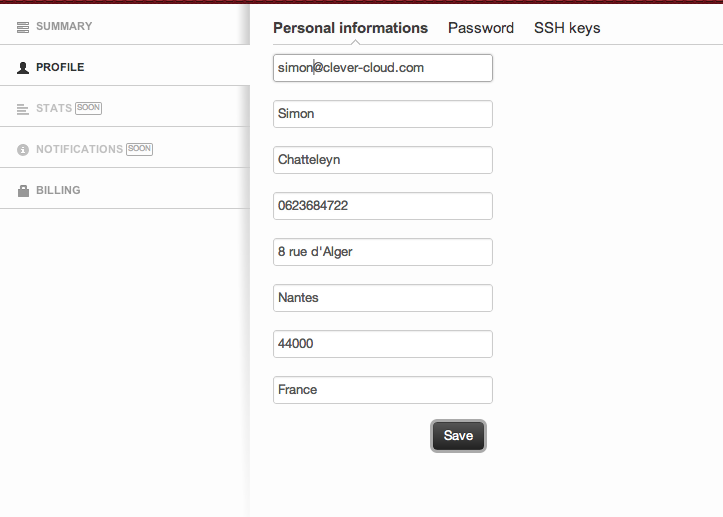 SUMMARY
PROFILE
STATS SOON
NOTIFICATIONS SOON
BILLING
Personal informations Password SSH keys
simon@clever-cloud.com
Simon
Chatteleyn
0623684722
8 rue d'Alger
Nantes
44000
France
Save